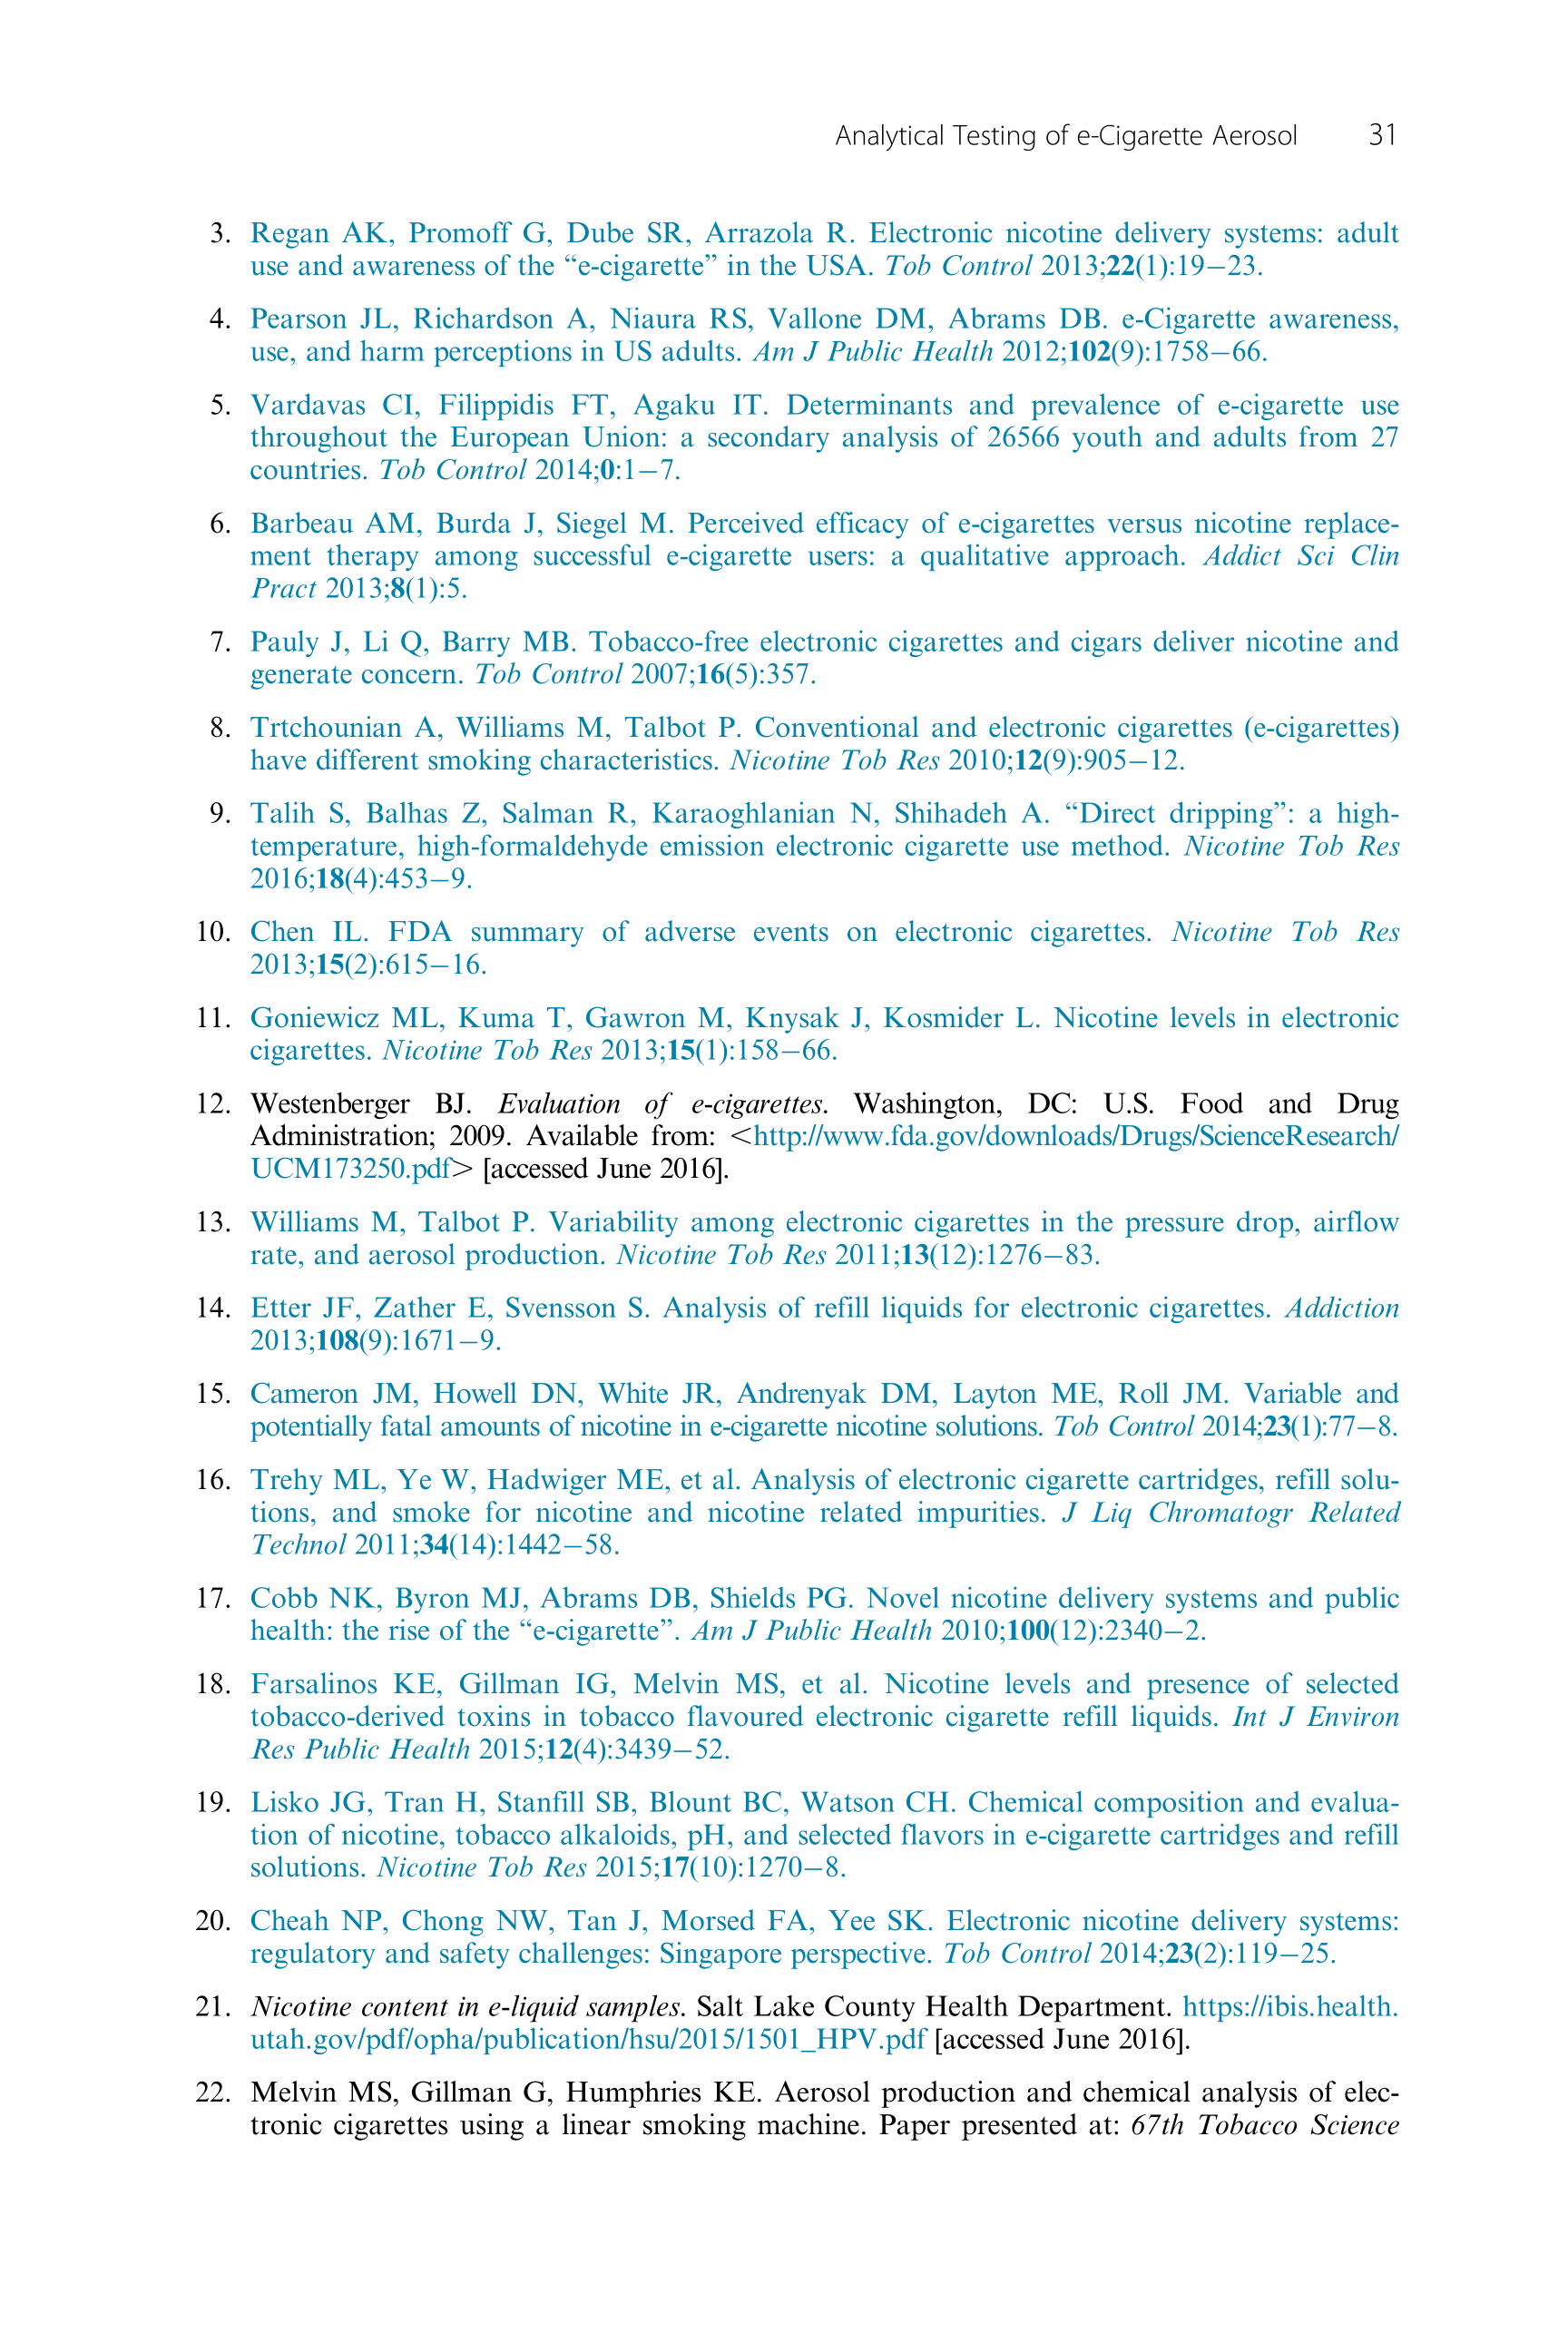 Analytical Testing of e-Cigarette Aerosol 31
3. Regan AK, Promoff G, Dube SR, Arrazola R. Electronic nicotine delivery systems: adult
use and awareness of the “e-cigarette” in the USA. Tob Control 2013;22(1):19–23.
4. Pearson JL, Richardson A, Niaura RS, Vallone DM, Abrams DB. e-Cigarette awareness,
use, and harm perceptions in US adults. Am J Public Health 2012;102(9):1758–66.
5. Vardavas CI, Filippidis FT, Agaku IT. Determinants and prevalence of e-cigarette use
throughout the European Union: a secondary analysis of 26566 youth and adults from 27
countries. Tob Control 2014;0:1–7.
6. Barbeau AM, Burda J, Siegel M. Perceived efficacy of e-cigarettes versus nicotine replace-
ment therapy among successful e-cigarette users: a qualitative approach. Addict Sci Clin
Pract 2013;8(1):5.
7. Pauly J, Li Q, Barry MB. Tobacco-free electronic cigarettes and cigars deliver nicotine and
generate concern. Tob Control 2007;16(5):357.
8. Trtchounian A, Williams M, Talbot P. Conventional and electronic cigarettes (e-cigarettes)
have different smoking characteristics. Nicotine Tob Res 2010;12(9):905–12.
9. Talih S, Balhas Z, Salman R, Karaoghlanian N, Shihadeh A. “Direct dripping”: a high-
temperature, high-formaldehyde emission electronic cigarette use method. Nicotine Tob Res
2016;18(4):453–9.
10. Chen IL. FDA summary of adverse events on electronic cigarettes. Nicotine Tob Res
2013;15(2):615–16.
11. Goniewicz ML, Kuma T, Gawron M, Knysak J, Kosmider L. Nicotine levels in electronic
cigarettes. Nicotine Tob Res 2013;15(1):158–66.
12. Westenberger BJ. Evaluation of e-cigarettes. Washington, DC: U.S. Food and Drug
Administration; 2009. Available from: <http://www.fda.gov/downloads/Drugs/ScienceResearch/
UCM173250.pdf> [accessed June 2016].
13. Williams M, Talbot P. Variability among electronic cigarettes in the pressure drop, airflow
rate, and aerosol production. Nicotine Tob Res 2011;13(12):1276–83.
14. Etter JF, Zather E, Svensson S. Analysis of refill liquids for electronic cigarettes. Addiction
2013;108(9):1671–9.
15. Cameron JM, Howell DN, White JR, Andrenyak DM, Layton ME, Roll JM. Variable and
potentially fatal amounts of nicotine in e-cigarette nicotine solutions. Tob Control 2014;23(1):77–8.
16. Trehy ML, Ye W, Hadwiger ME, et al. Analysis of electronic cigarette cartridges, refill solu-
tions, and smoke for nicotine and nicotine related impurities. J Liq Chromatogr Related
Technol 2011;34(14):1442–58.
17. Cobb NK, Byron MJ, Abrams DB, Shields PG. Novel nicotine delivery systems and public
health: the rise of the “e-cigarette”. Am J Public Health 2010;100(12):2340–2.
18. Farsalinos KE, Gillman IG, Melvin MS, et al. Nicotine levels and presence of selected
tobacco-derived toxins in tobacco flavoured electronic cigarette refill liquids. Int J Environ
Res Public Health 2015;12(4):3439–52.
19. Lisko JG, Tran H, Stanfill SB, Blount BC, Watson CH. Chemical composition and evalua-
tion of nicotine, tobacco alkaloids, pH, and selected flavors in e-cigarette cartridges and refill
solutions. Nicotine Tob Res 2015;17(10):1270–8.
20. Cheah NP, Chong NW, Tan J, Morsed FA, Yee SK. Electronic nicotine delivery systems:
regulatory and safety challenges: Singapore perspective. Tob Control 2014;23(2):119–25.
21. Nicotine content in e-liquid samples. Salt Lake County Health Department. https://ibis.health.
utah.gov/pdf/opha/publication/hsu/2015/1501_HPV.pdf [accessed June 2016].
22. Melvin MS, Gillman G, Humphries KE. Aerosol production and chemical analysis of elec-
tronic cigarettes using a linear smoking machine. Paper presented at: 67th Tobacco Science